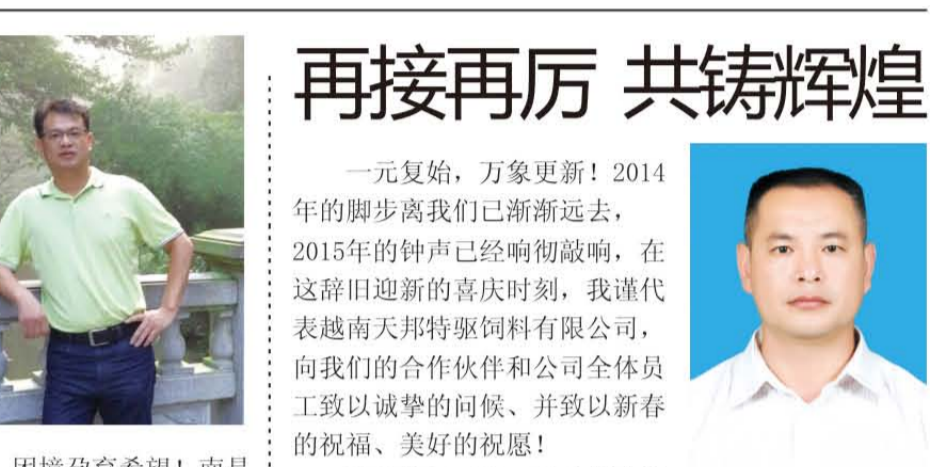 再接再厉 共铸辉煌
一元复始，万象更新！2014
年的脚步离我们已渐渐远去，
2015年的钟声已经响彻敲响，在
这辞旧迎新的喜庆时刻，我谨代
表越南天邦特驱饲料有限公司，
向我们的合作伙伴和公司全体员
工致以诚挚的问候、并致以新春
的祝福、美好的祝愿！